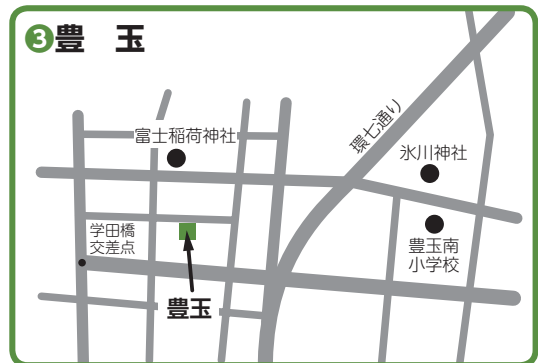 ❸豊　玉
富士稲荷神社
環七通り
氷川神社
学田橋
交差点
豊玉南
小学校
豊玉